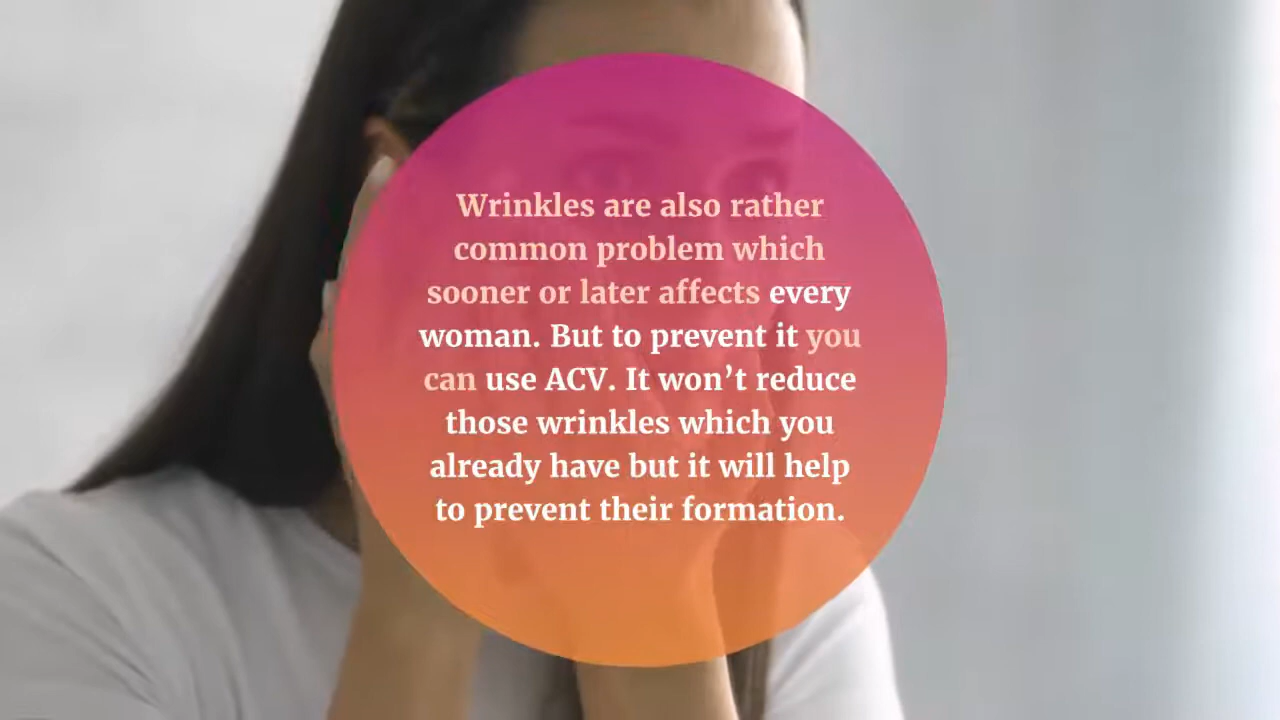 Wrinkles are also rather
common problem which
sooner or later affects every
woman. But to prevent it you
can use ACV. It won’t reduce
those wrinkles which you
already have but it will help
to prevent their formation.